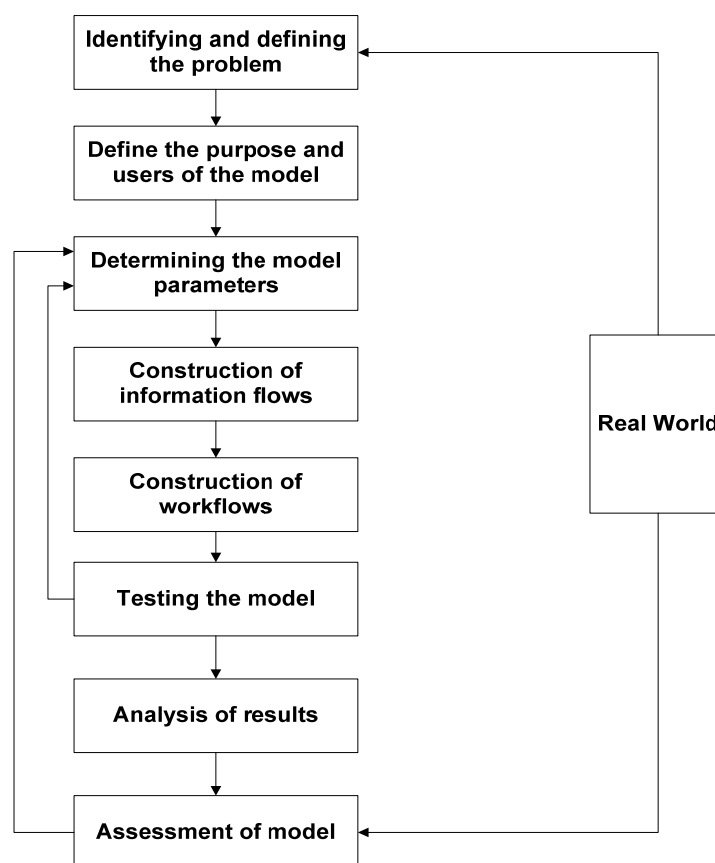 Identifying and defining
the problem
Define the purpose and
users of the model
Determining the model
parameters
Construction of
information flows
Real World
Construction of
workflows
Testing the model
Analysis of results
Assessment of model